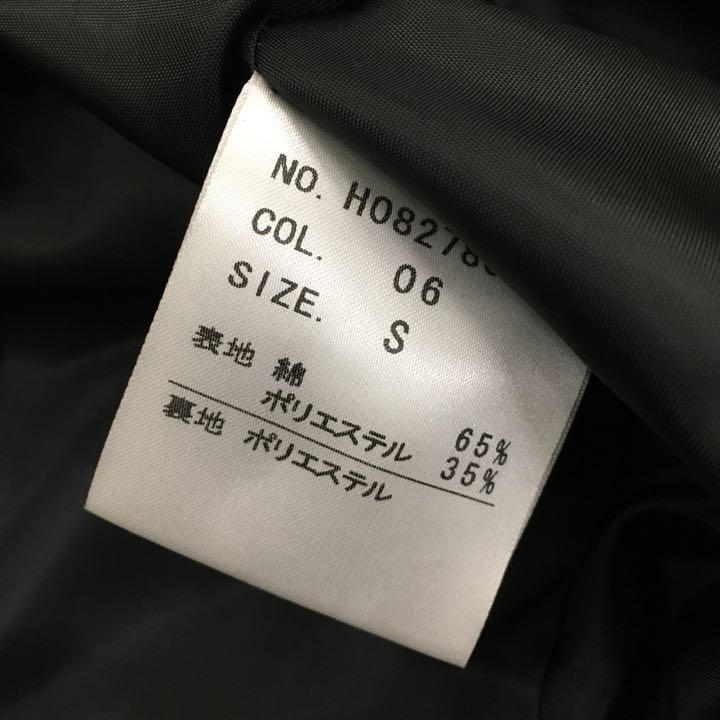 NO. H08278
COL. 06
SIZE. S
表地 綿 65%
ポリエステル 35%
裏地 ポリエステル